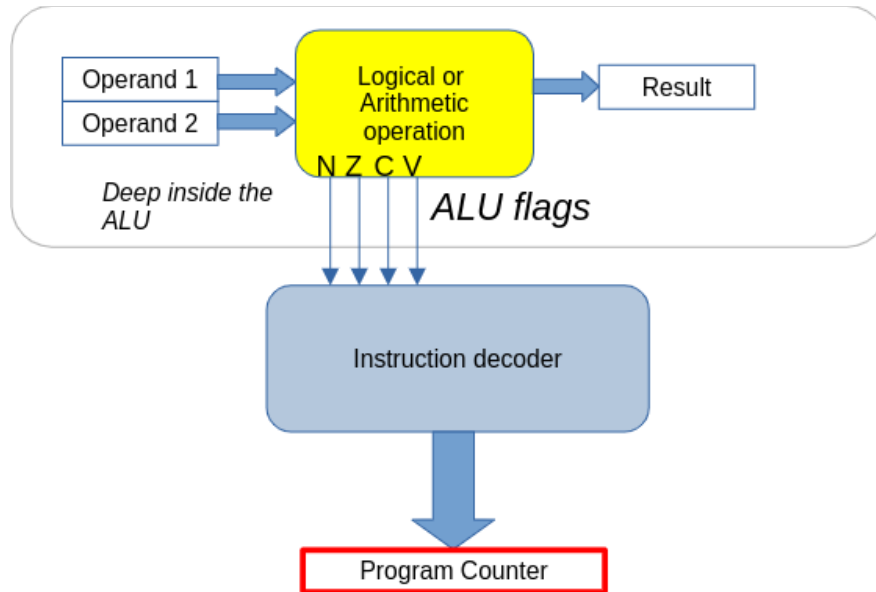 Operand 1
Operand 2
Logical or
Arithmetic
operation
Result
N Z C V
Deep inside the
ALU
ALU flags
Instruction decoder
Program Counter